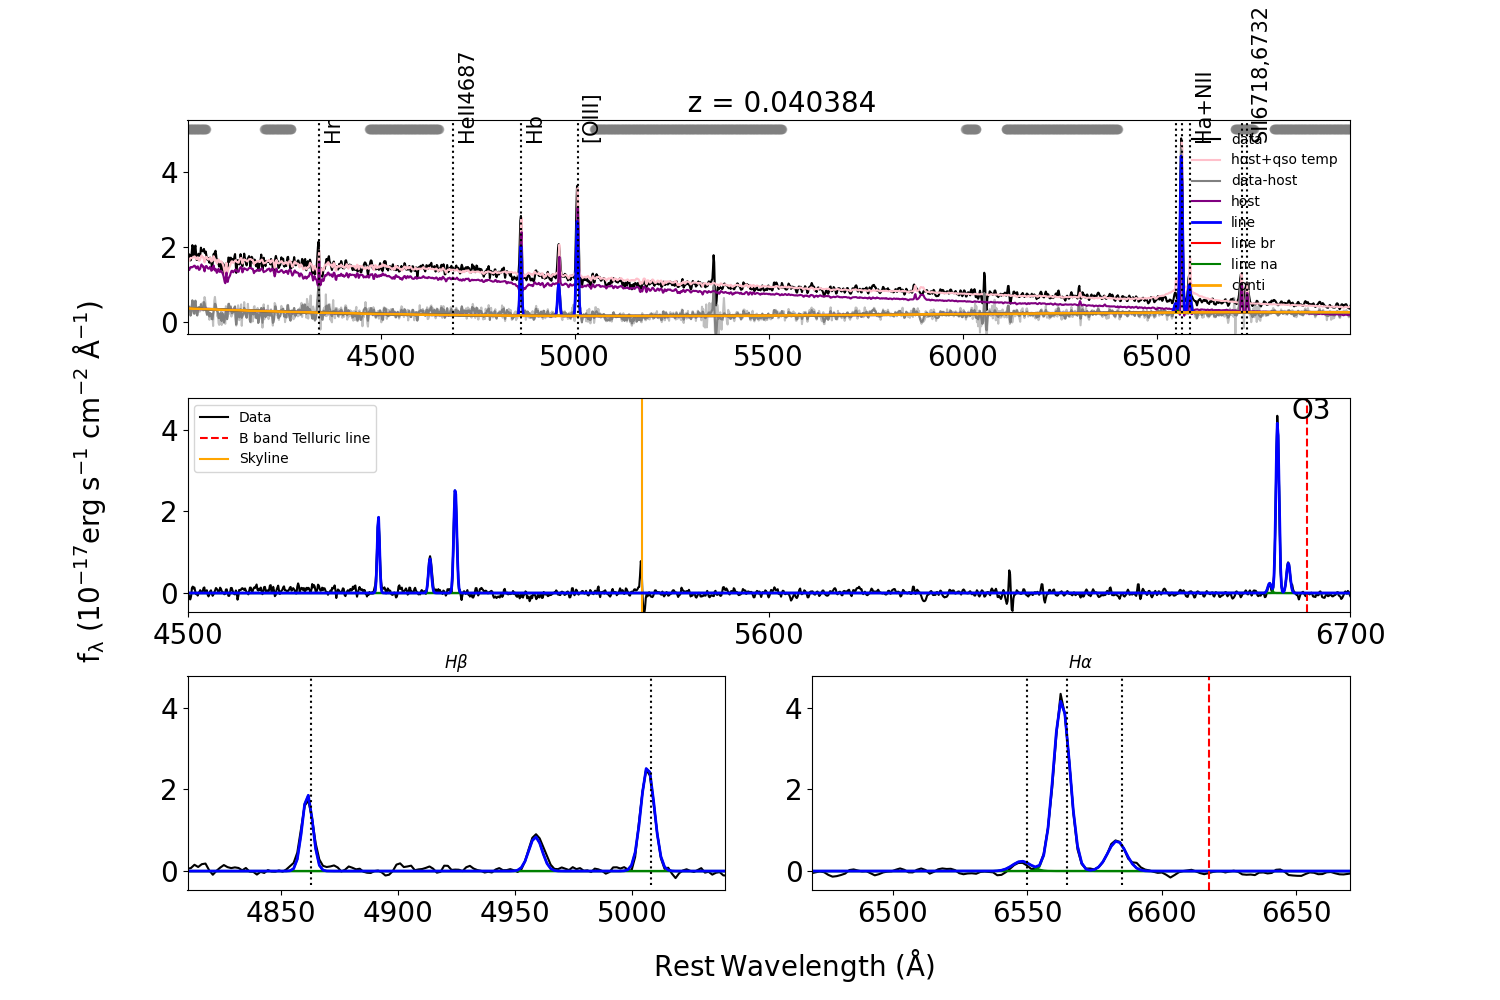 z = 0.040384
Hr
HeII4687
Hb
[OIII]
Ha+NII
SII6718,6732
data
host+qso temp
data-host
host
line
line br
line na
conti
4
2
0
4500
5000
5500
6000
6500
Data
B band Telluric line
Skyline
O3
4
2
0
4500
5600
6700
Hβ
4
2
0
4850
4900
4950
5000
Hα
4
2
0
6500
6550
6600
6650
fλ (10⁻¹⁷erg s⁻¹ cm⁻² Å⁻¹)
Rest Wavelength (Å)